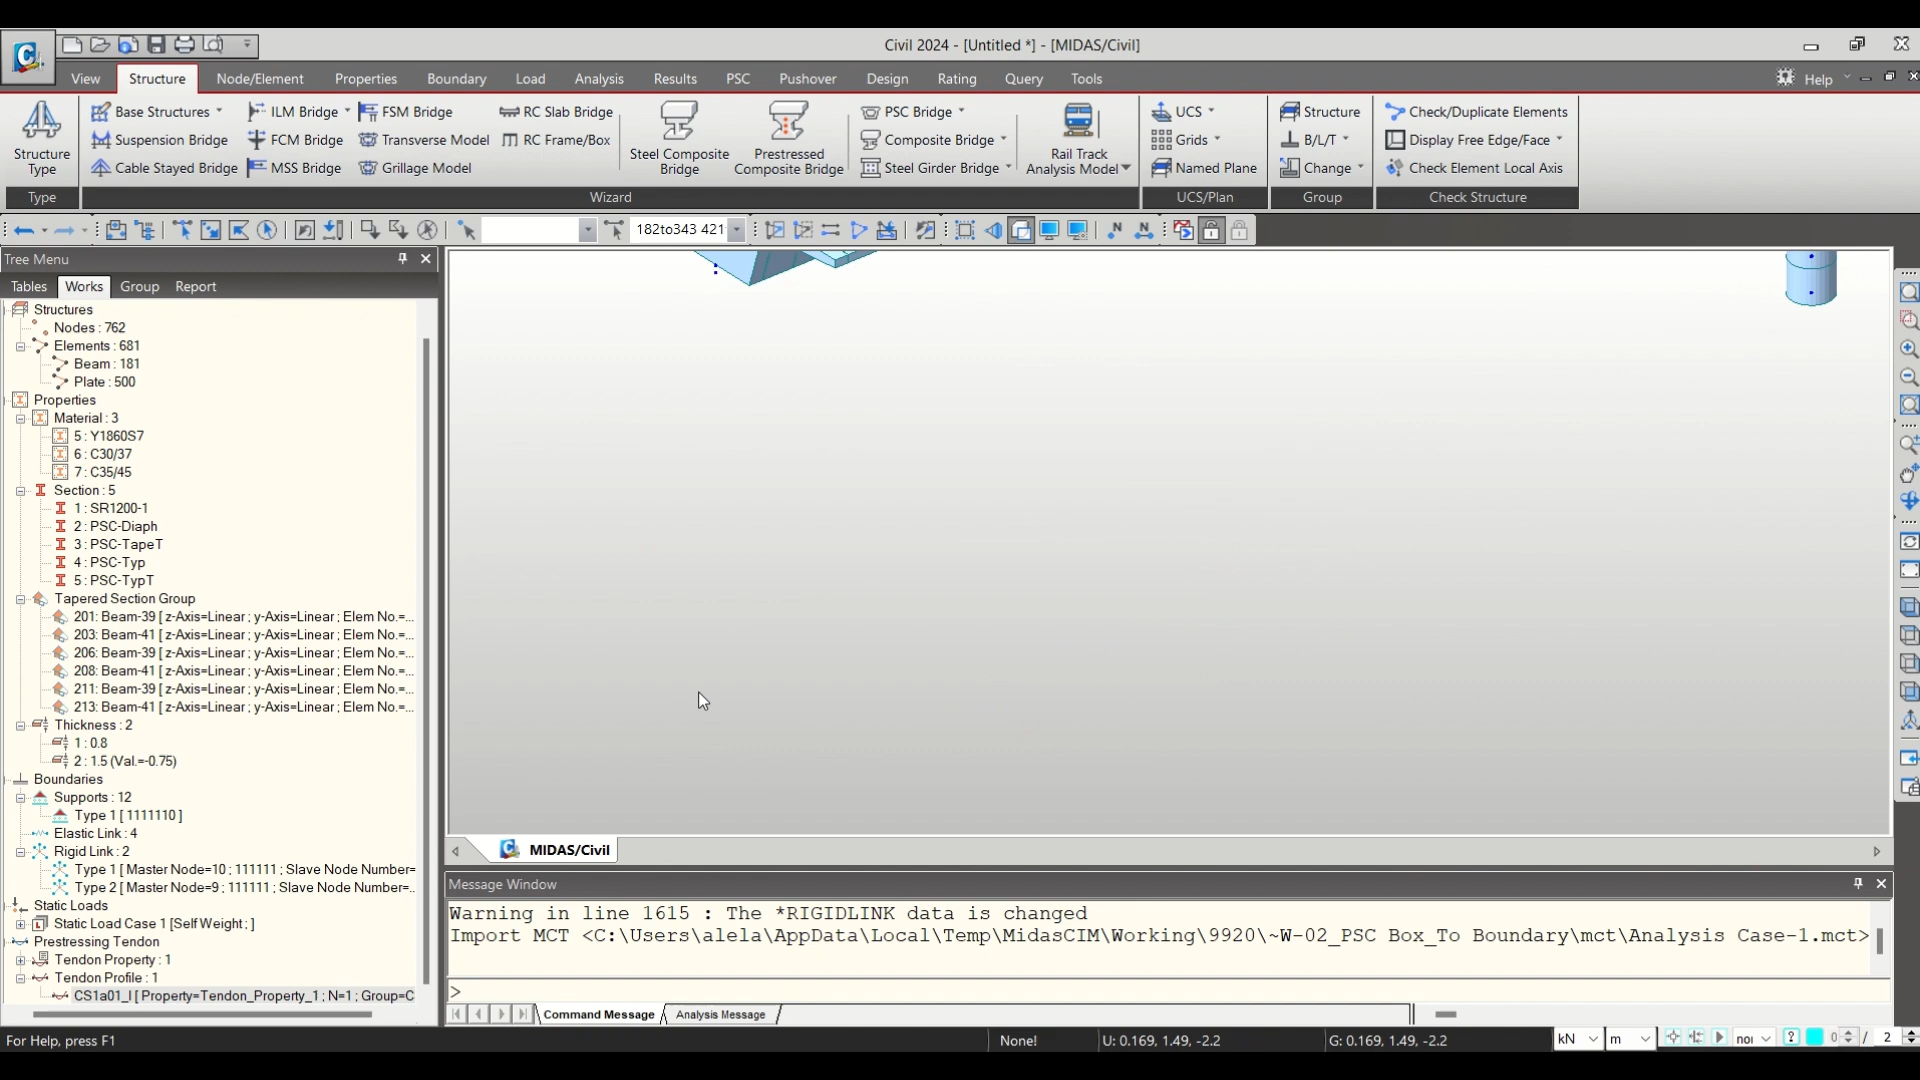 Civil 2024 - [Untitled *] - [MIDAS/Civil]
View Structure Node/Element Properties Boundary Load Analysis Results PSC Pushover Design Rating Query Tools Help
Base Structures ILM Bridge FSM Bridge RC Slab Bridge PSC Bridge UCS Structure Check/Duplicate Elements
Suspension Bridge FCM Bridge Transverse Model RC Frame/Box Composite Bridge Grids B/L/T Display Free Edge/Face
Structure Type Steel Composite Bridge Prestressed Composite Bridge Rail Track Analysis Model
Cable Stayed Bridge MSS Bridge Grillage Model Steel Girder Bridge Named Plane Change Check Element Local Axis
Type Wizard UCS/Plan Group Check Structure
182to343 421
Tree Menu
Tables Works Group Report
Structures
Nodes : 762
Elements : 681
Beam : 181
Plate : 500
Properties
Material : 3
5 : Y1860S7
6 : C30/37
7 : C35/45
Section : 5
1 : SR1200-1
2 : PSC-Diaph
3 : PSC-TapeT
4 : PSC-Typ
5 : PSC-TypT
Tapered Section Group
201: Beam-39 [ z-Axis=Linear ; y-Axis=Linear ; Elem No.=...
203: Beam-41 [ z-Axis=Linear ; y-Axis=Linear ; Elem No.=...
206: Beam-39 [ z-Axis=Linear ; y-Axis=Linear ; Elem No.=...
208: Beam-41 [ z-Axis=Linear ; y-Axis=Linear ; Elem No.=...
211: Beam-39 [ z-Axis=Linear ; y-Axis=Linear ; Elem No.=...
213: Beam-41 [ z-Axis=Linear ; y-Axis=Linear ; Elem No.=...
Thickness : 2
1 : 0.8
2 : 1.5 (Val.=-0.75)
Boundaries
Supports : 12
Type 1 [ 1111110 ]
Elastic Link : 4
Rigid Link : 2
Type 1 [ Master Node=10 ; 111111 ; Slave Node Number=
Type 2 [ Master Node=9 ; 111111 ; Slave Node Number=..
Static Loads
Static Load Case 1 [Self Weight ; ]
Prestressing Tendon
Tendon Property : 1
Tendon Profile : 1
CS1a01_l [ Property=Tendon_Property_1 ; N=1 ; Group=C
MIDAS/Civil
Message Window
Warning in line 1615 : The *RIGIDLINK data is changed
Import MCT <C:\Users\alela\AppData\Local\Temp\MidasCIM\Working\9920\~W-02_PSC Box_To Boundary\mct\Analysis Case-1.mct>
>
Command Message Analysis Message
For Help, press F1 None! U: 0.169, 1.49, -2.2 G: 0.169, 1.49, -2.2 kN m nor ? 0 / 2